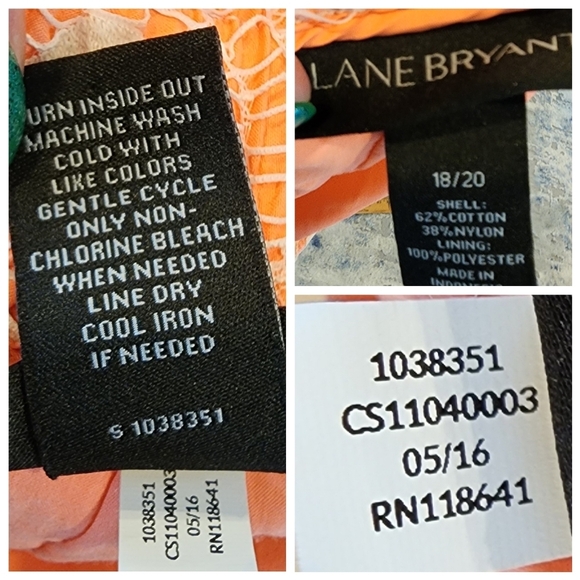 URN INSIDE OUT
MACHINE WASH
COLD WITH
LIKE COLORS
GENTLE CYCLE
ONLY NON-
CHLORINE BLEACH
WHEN NEEDED
LINE DRY
COOL IRON
IF NEEDED
S 1038351
1038351
CS11040003
05/16
RN118641
LANE BRYANT
18/20
SHELL:
62%COTTON
38%NYLON
LINING:
100%POLYESTER
MADE IN
INDONESIA
1038351
CS11040003
05/16
RN118641